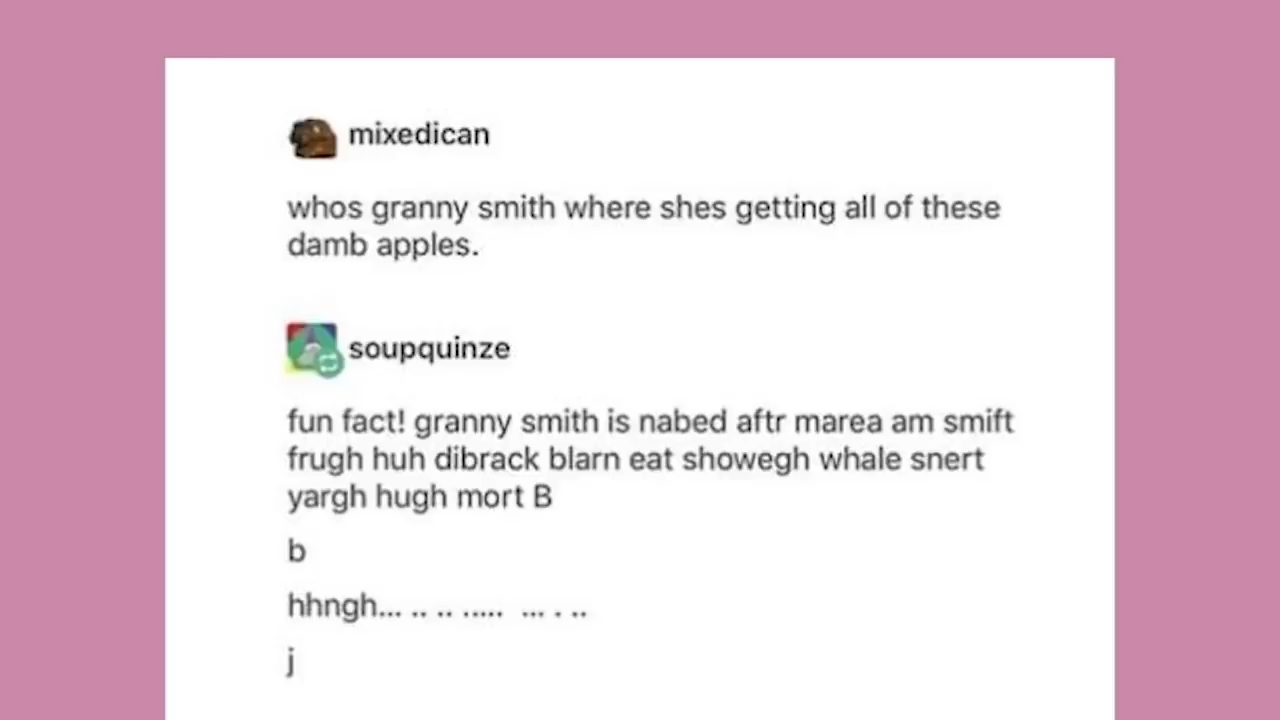 mixedican
whos granny smith where shes getting all of these
damb apples.
soupquinze
fun fact! granny smith is nabed aftr marea am smift
frugh huh dibrack blarn eat showegh whale snert
yargh hugh mort B
b
hhngh... .. .. ..... ... . ..
j